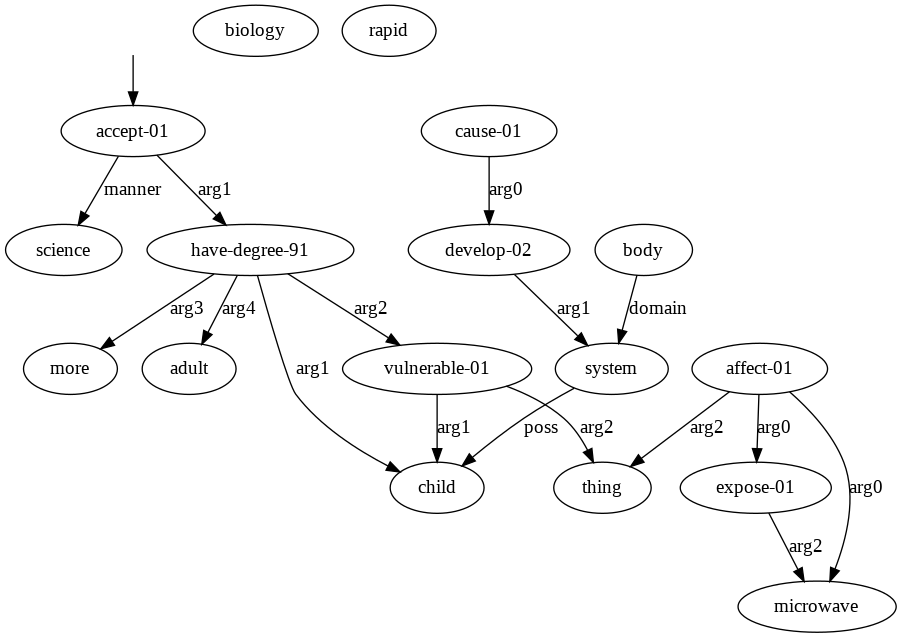 biology rapid
accept-01 cause-01
manner arg1 arg0
science have-degree-91 develop-02 body
arg3 arg4 arg2 arg1 domain
more adult arg1 vulnerable-01 system affect-01
arg1 poss arg2 arg2 arg0 arg0
child thing expose-01
arg2
microwave